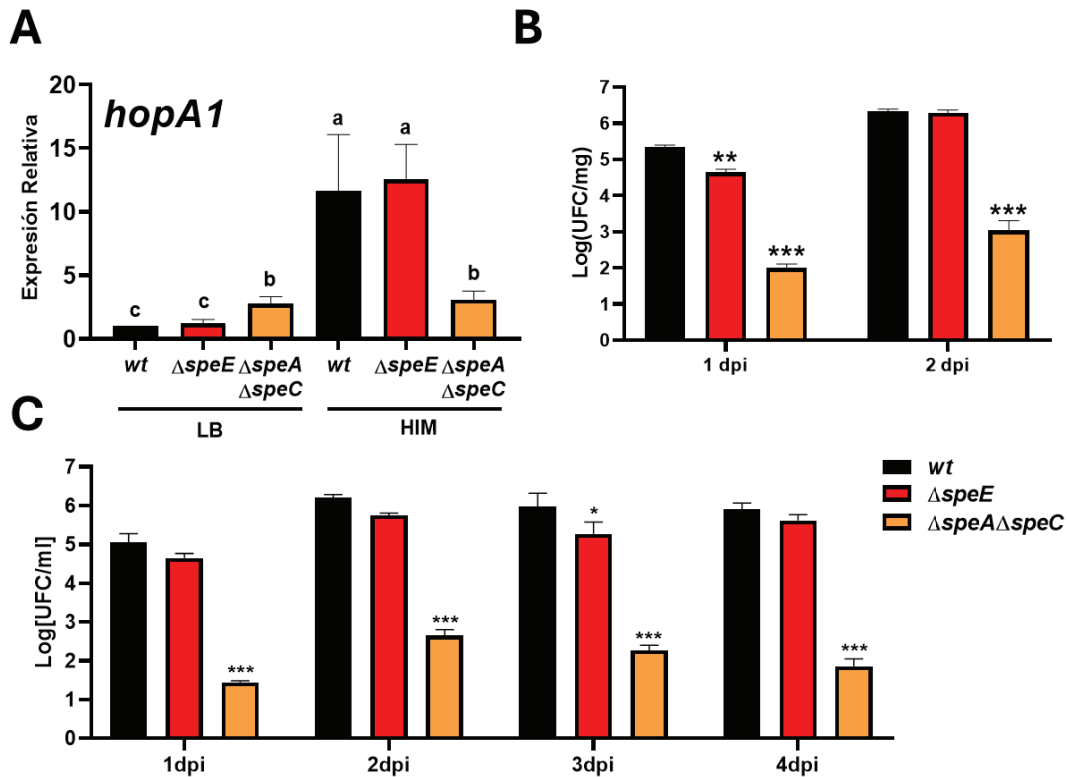 A
hopA1
Expresión Relativa
20
15
10
5
0
c
c
b
a
a
b
wt
ΔspeE
ΔspeA
ΔspeC
wt
ΔspeE
ΔspeA
ΔspeC
LB
HIM
B
Log(UFC/mg)
7
6
5
4
3
2
1
0
**
***
***
1 dpi
2 dpi
C
Log[UFC/ml]
7
6
5
4
3
2
1
0
***
***
*
***
***
1dpi
2dpi
3dpi
4dpi
wt
ΔspeE
ΔspeAΔspeC